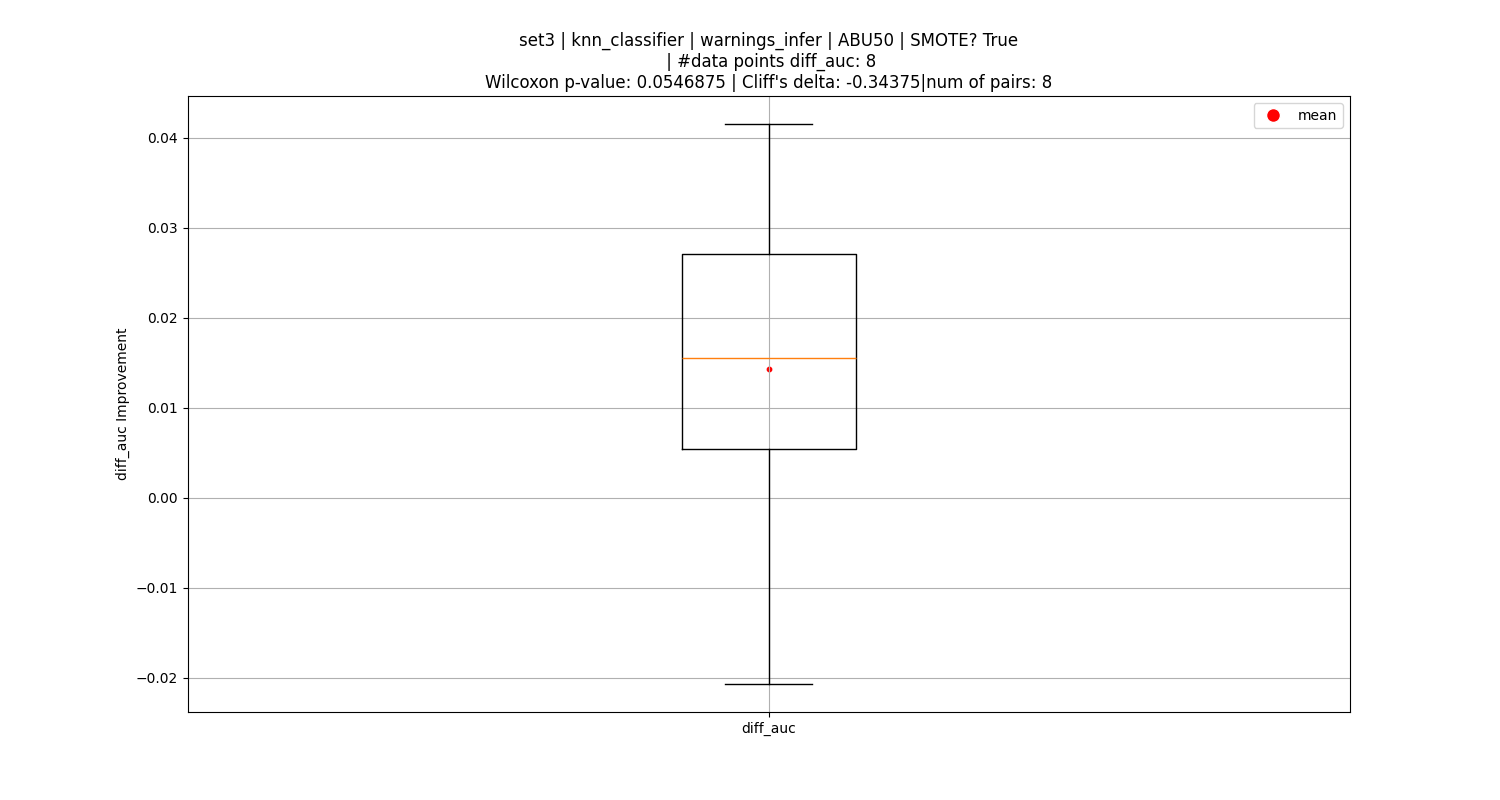 set3 | knn_classifier | warnings_infer | ABU50 | SMOTE? True
| #data points diff_auc: 8
Wilcoxon p-value: 0.0546875 | Cliff's delta: -0.34375|num of pairs: 8
mean
0.04
0.03
0.02
0.01
0.00
−0.01
−0.02
diff_auc Improvement
diff_auc